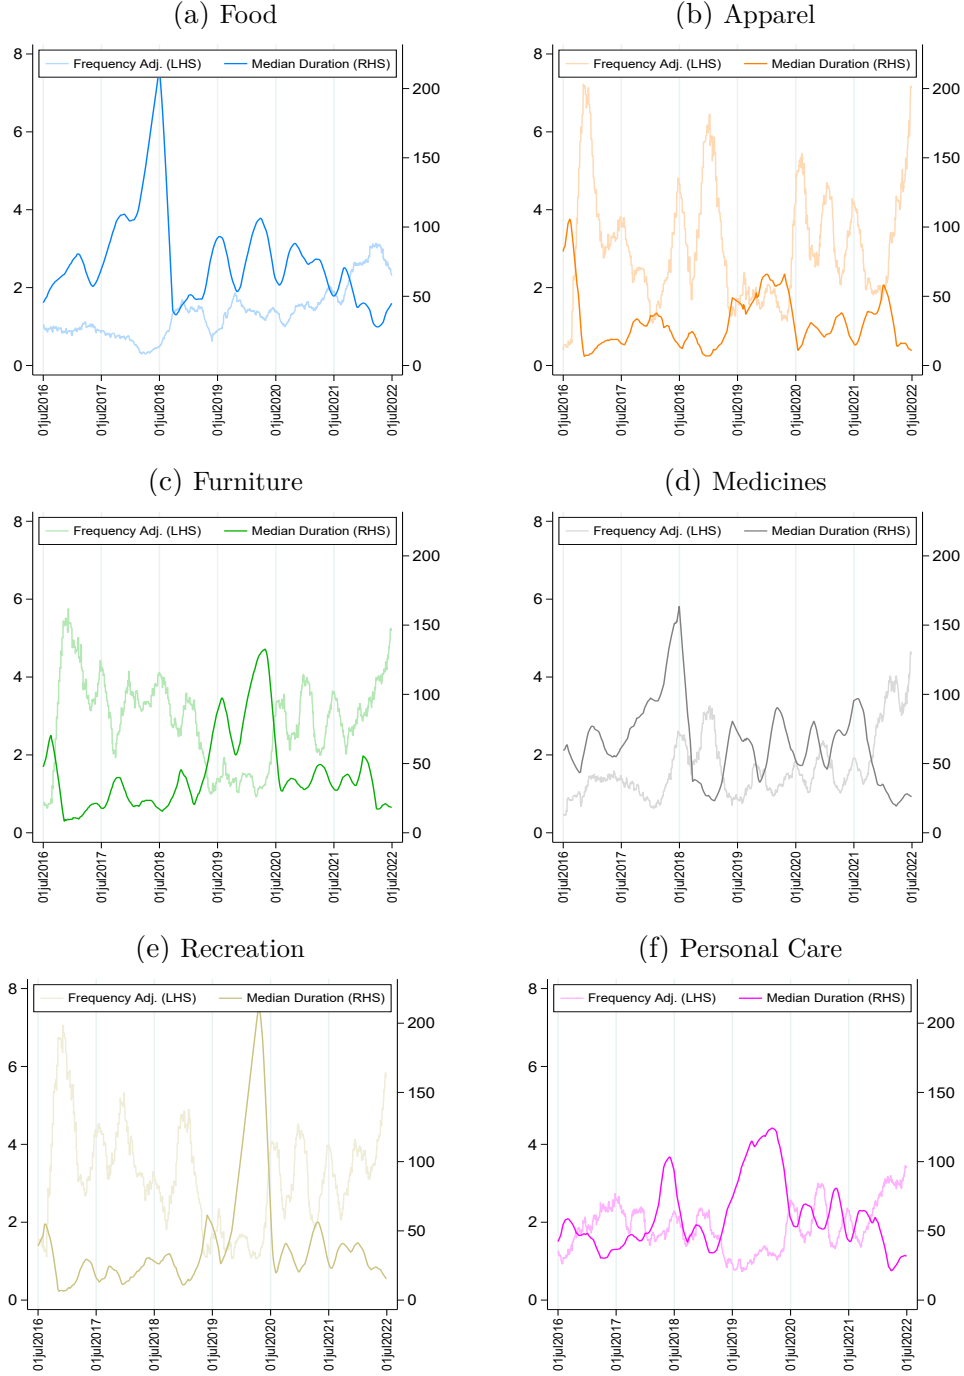 (a) Food
(b) Apparel
Frequency Adj. (LHS) Median Duration (RHS)
Frequency Adj. (LHS) Median Duration (RHS)
8
6
4
2
0
200
150
100
50
0
01jul2016
01jul2017
01jul2018
01jul2019
01jul2020
01jul2021
01jul2022
8
6
4
2
0
200
150
100
50
0
01jul2016
01jul2017
01jul2018
01jul2019
01jul2020
01jul2021
01jul2022
(c) Furniture
(d) Medicines
Frequency Adj. (LHS) Median Duration (RHS)
Frequency Adj. (LHS) Median Duration (RHS)
8
6
4
2
0
200
150
100
50
0
01jul2016
01jul2017
01jul2018
01jul2019
01jul2020
01jul2021
01jul2022
8
6
4
2
0
200
150
100
50
0
01jul2016
01jul2017
01jul2018
01jul2019
01jul2020
01jul2021
01jul2022
(e) Recreation
(f) Personal Care
Frequency Adj. (LHS) Median Duration (RHS)
Frequency Adj. (LHS) Median Duration (RHS)
8
6
4
2
0
200
150
100
50
0
01jul2016
01jul2017
01jul2018
01jul2019
01jul2020
01jul2021
01jul2022
8
6
4
2
0
200
150
100
50
0
01jul2016
01jul2017
01jul2018
01jul2019
01jul2020
01jul2021
01jul2022